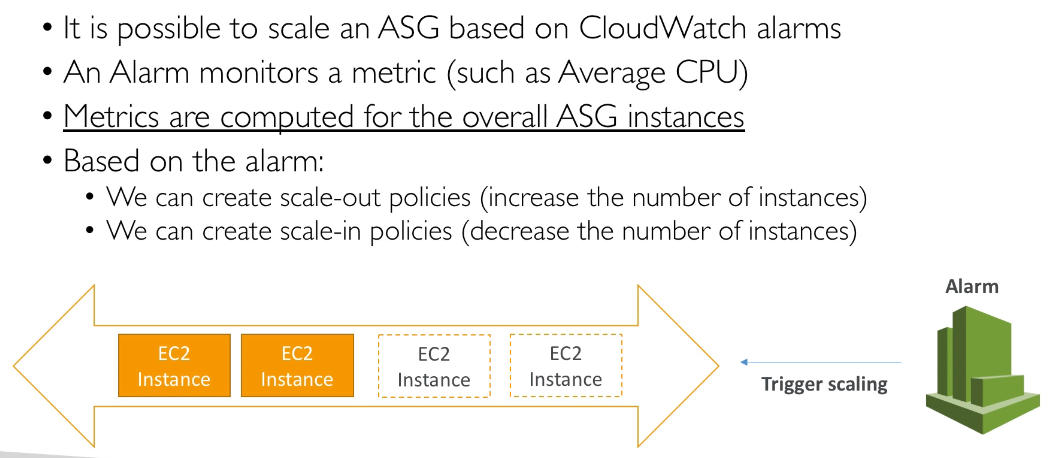 • It is possible to scale an ASG based on CloudWatch alarms
• An Alarm monitors a metric (such as Average CPU)
• Metrics are computed for the overall ASG instances
• Based on the alarm:
• We can create scale-out policies (increase the number of instances)
• We can create scale-in policies (decrease the number of instances)
Alarm
EC2
Instance
EC2
Instance
EC2
Instance
EC2
Instance
Trigger scaling